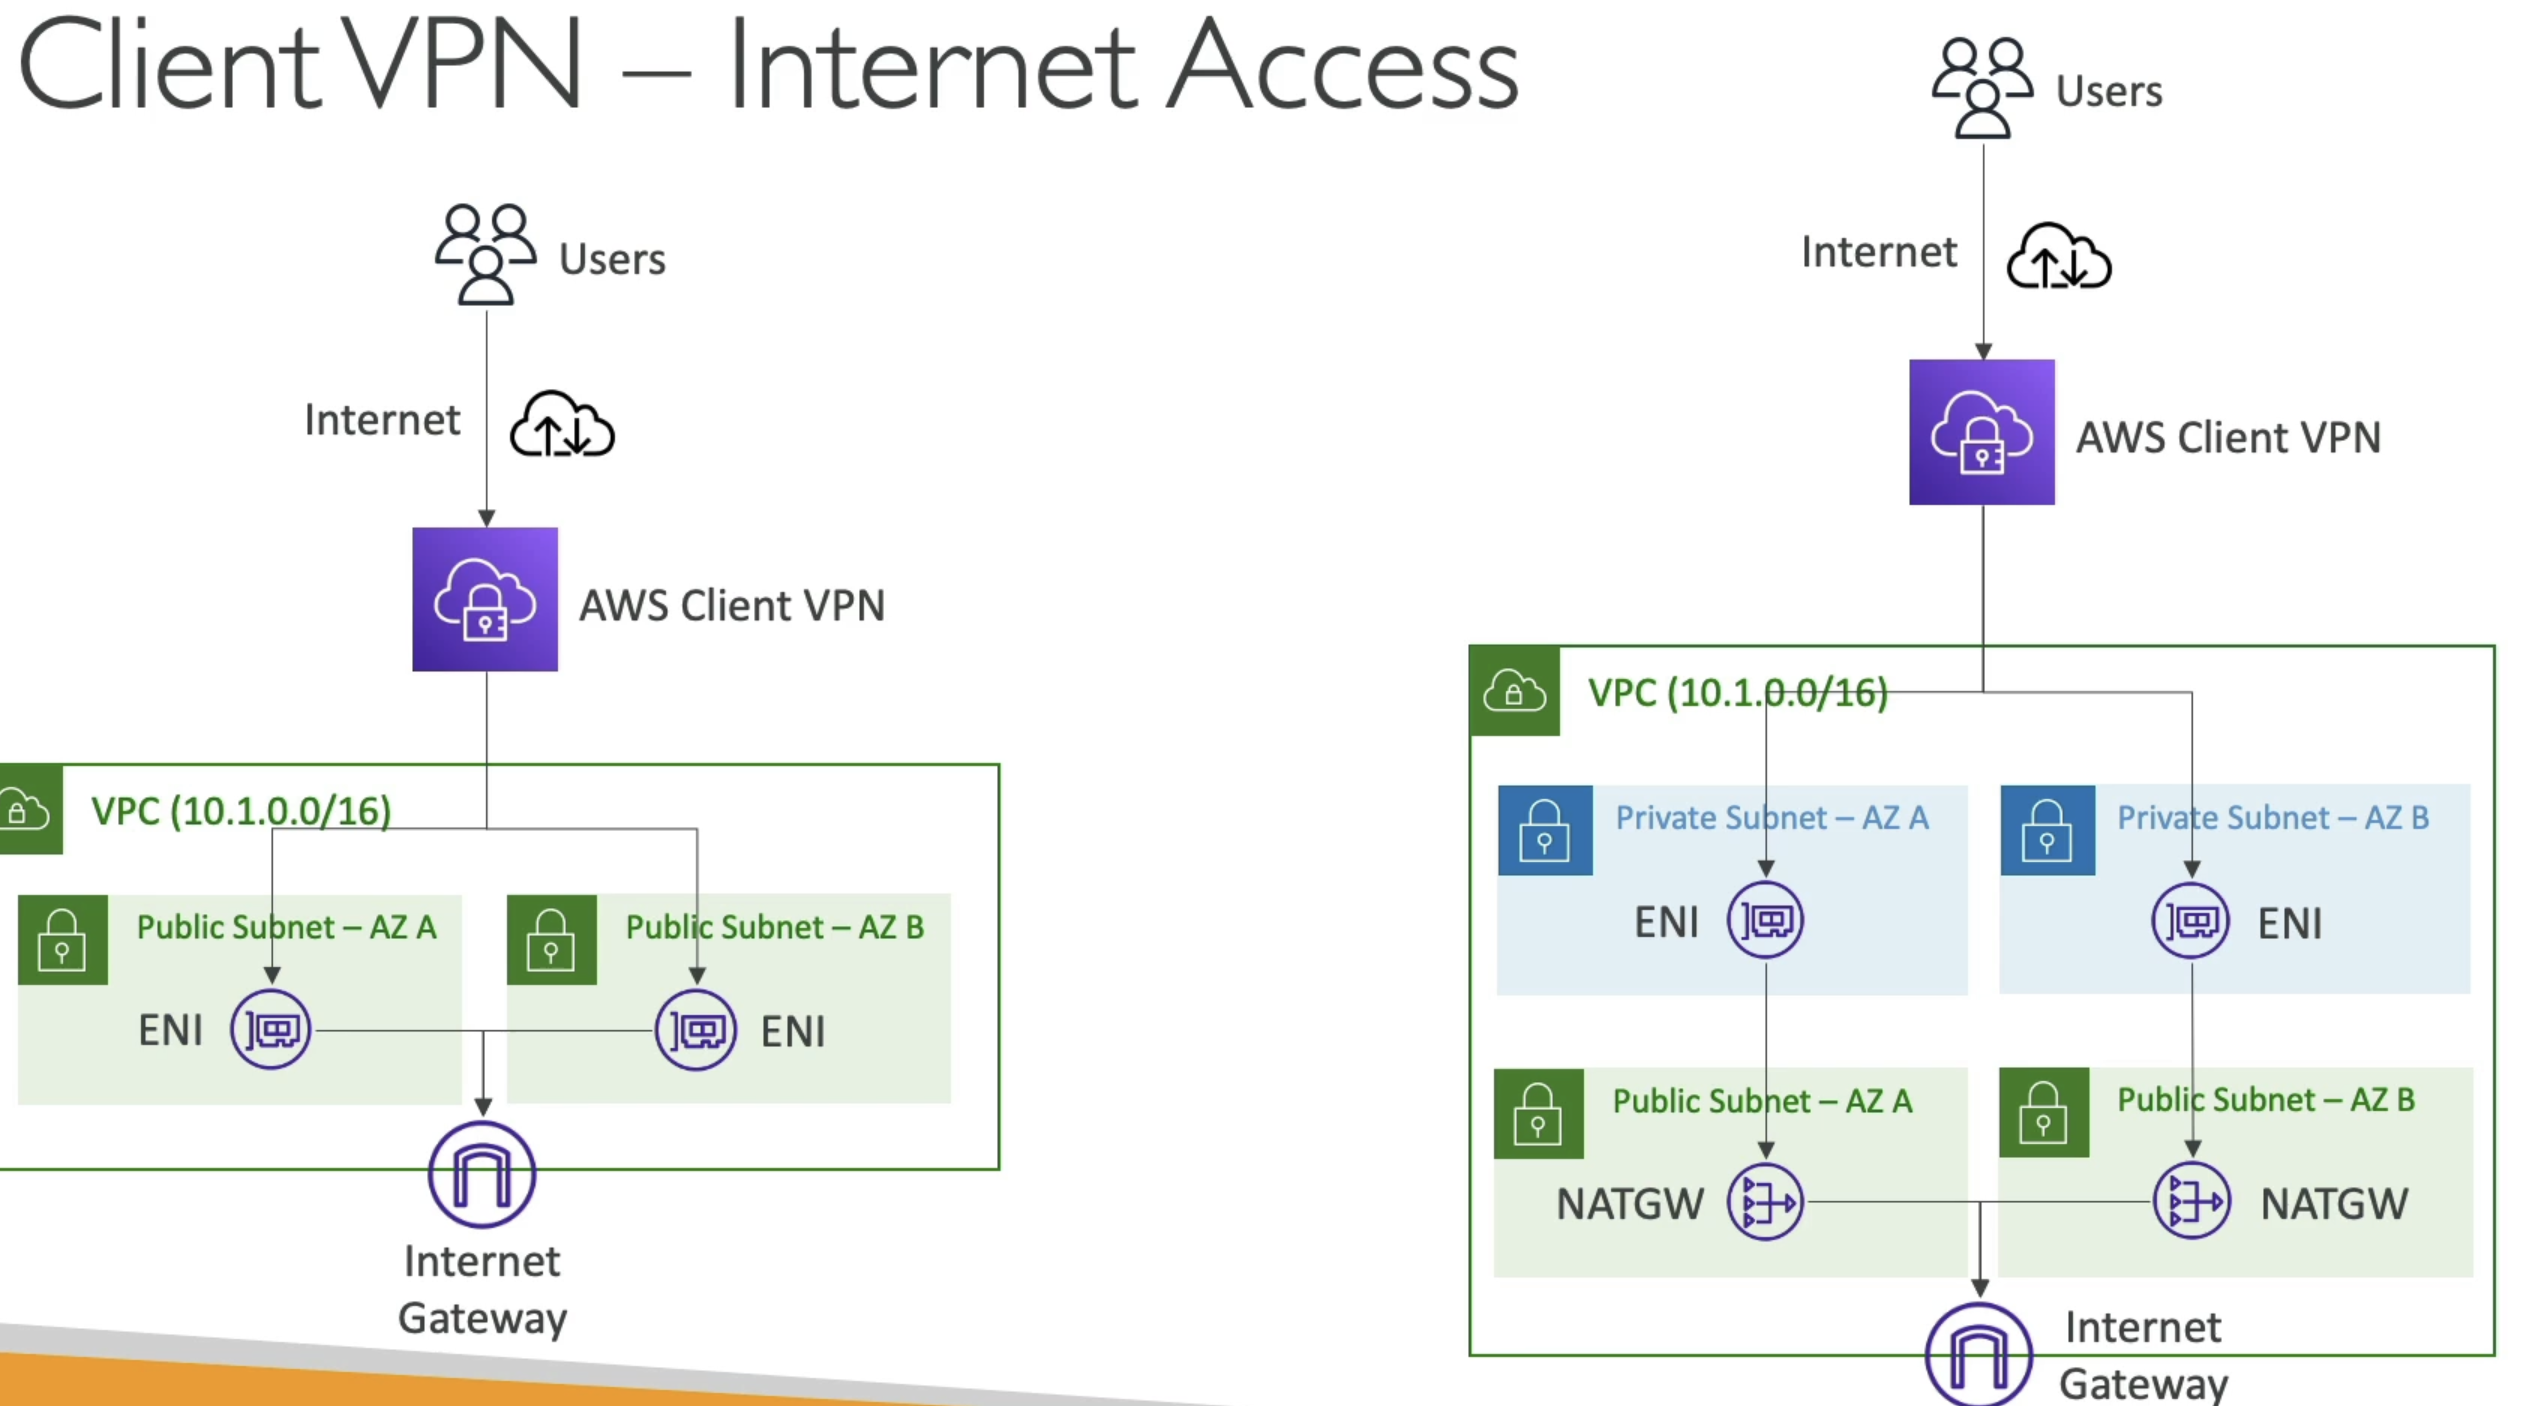 Client VPN – Internet Access
Users
Internet
AWS Client VPN
VPC (10.1.0.0/16)
Public Subnet – AZ A
Public Subnet – AZ B
ENI
ENI
Internet
Gateway
Users
Internet
AWS Client VPN
VPC (10.1.0.0/16)
Private Subnet – AZ A
Private Subnet – AZ B
ENI
ENI
Public Subnet – AZ A
Public Subnet – AZ B
NATGW
NATGW
Internet
Gateway